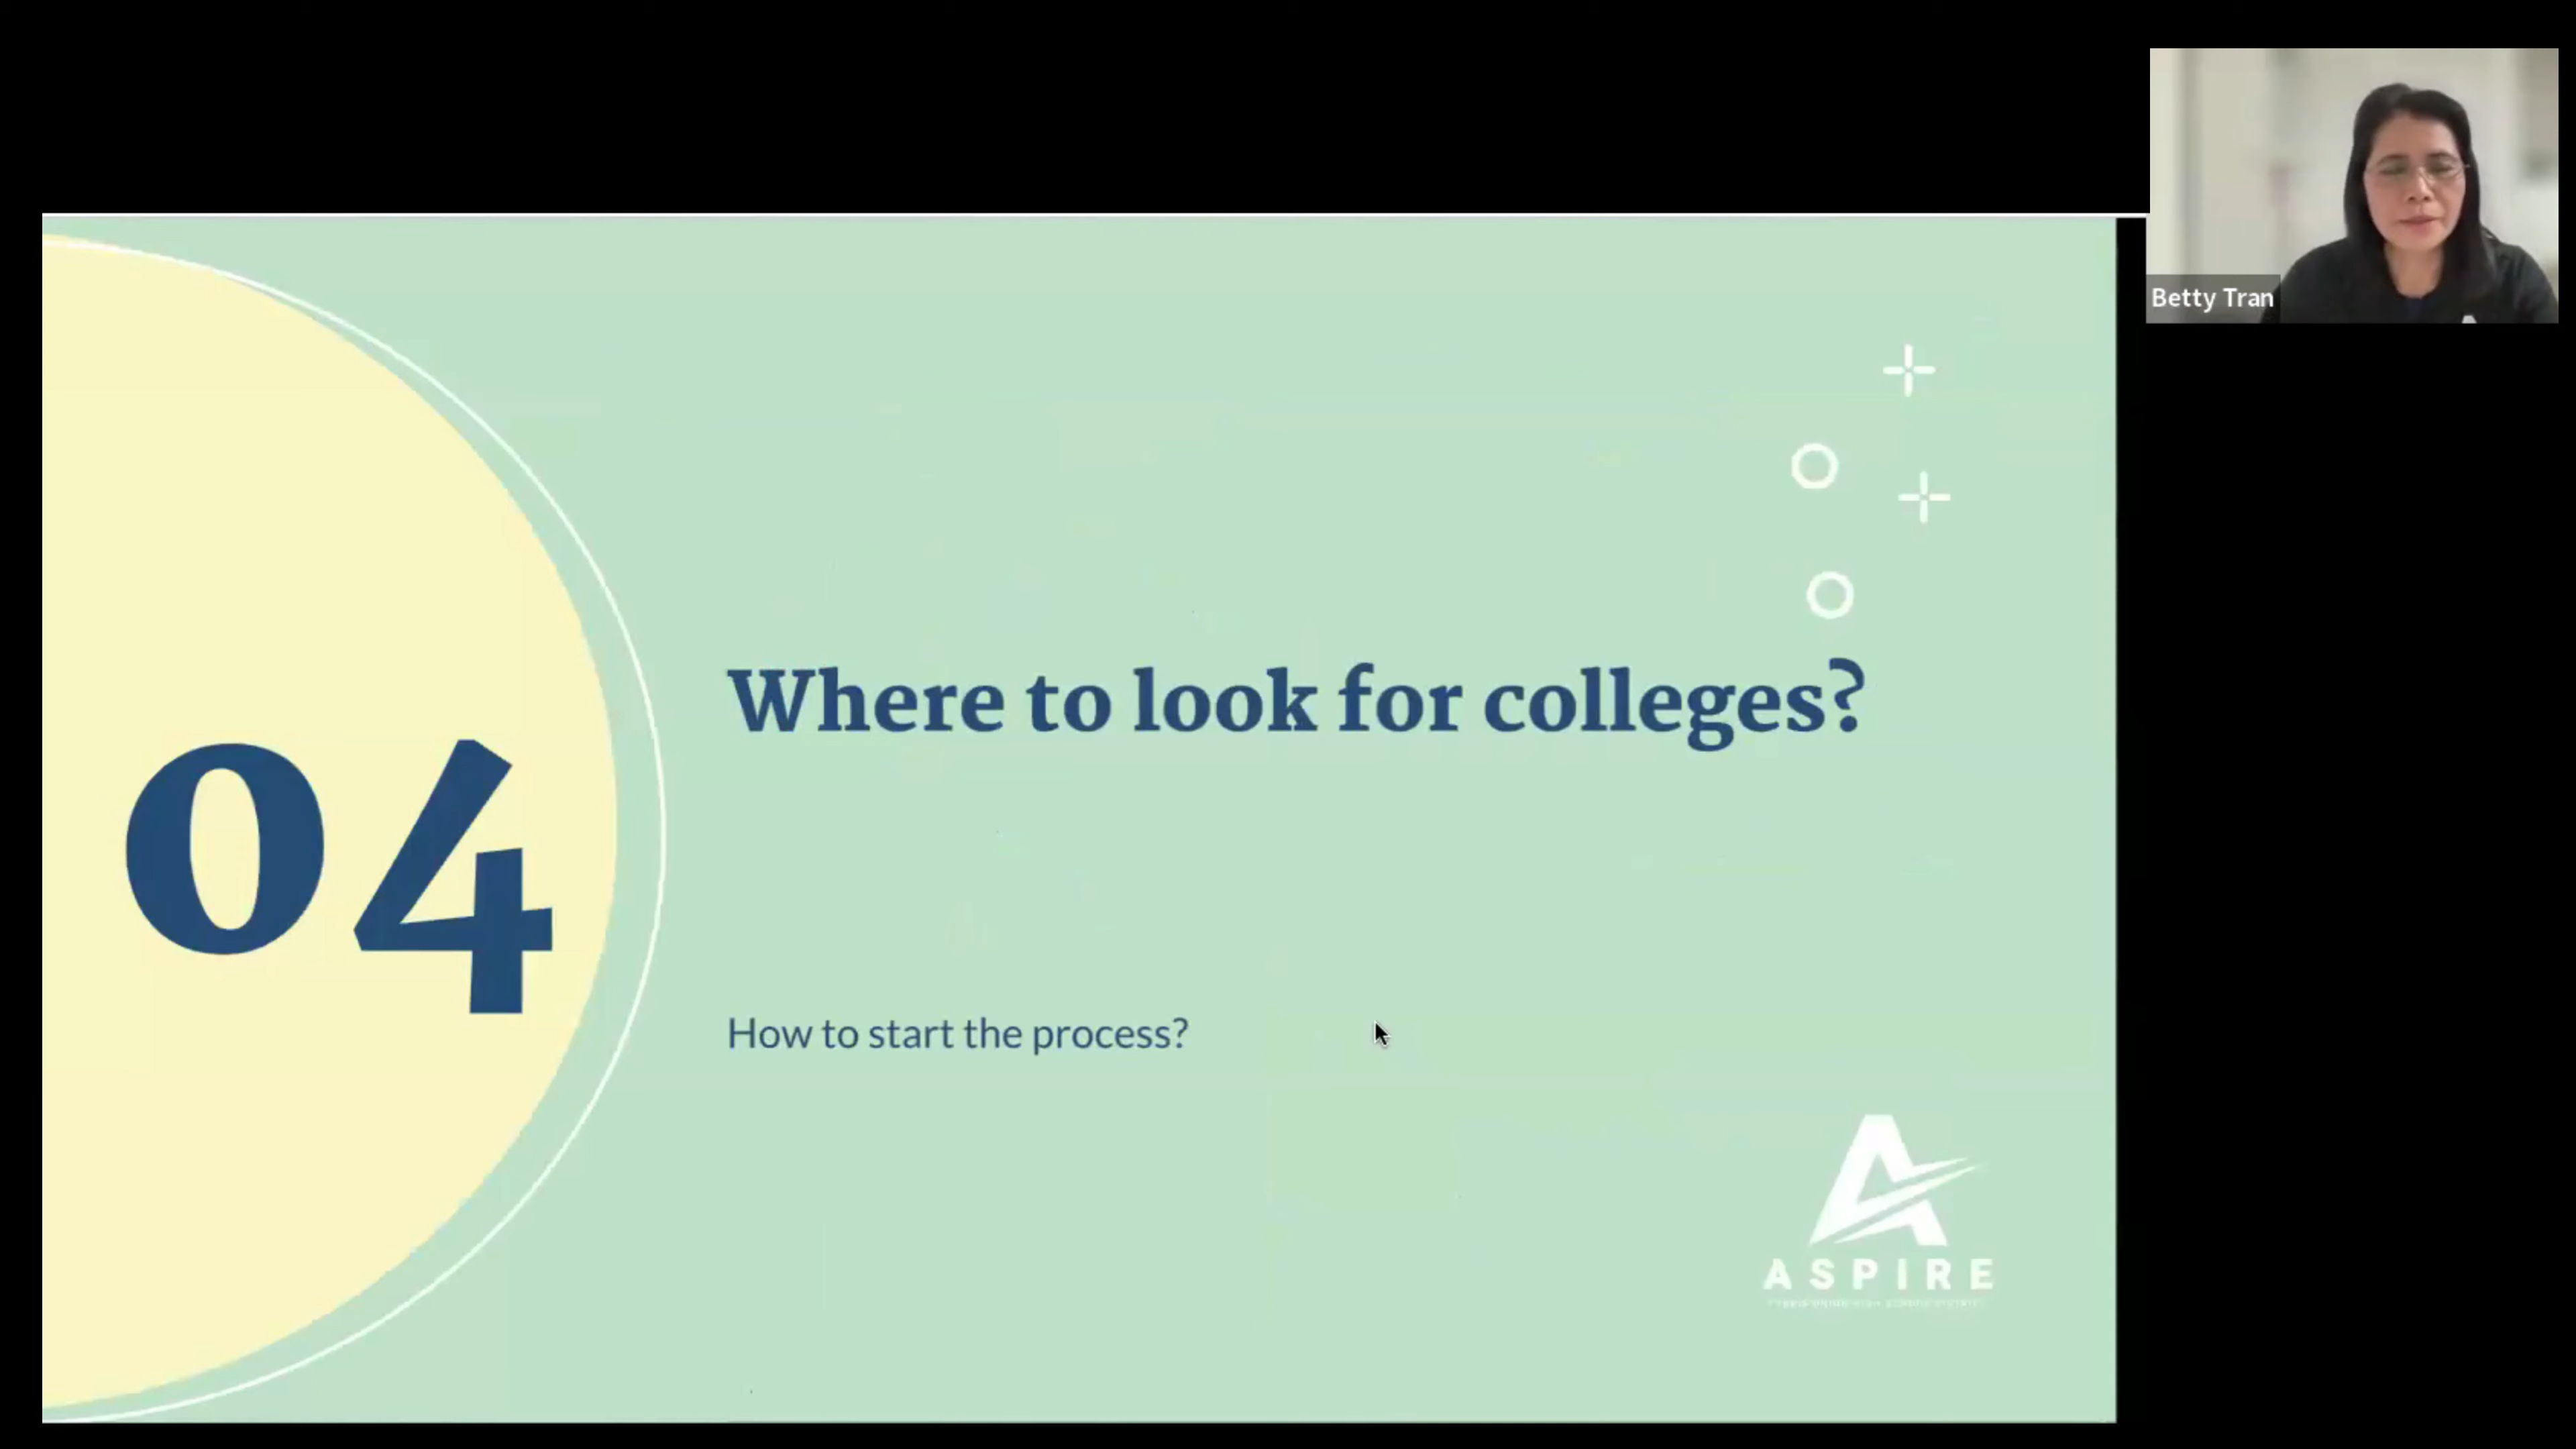 Betty Tran
04
Where to look for colleges?
How to start the process?
ASPIRE